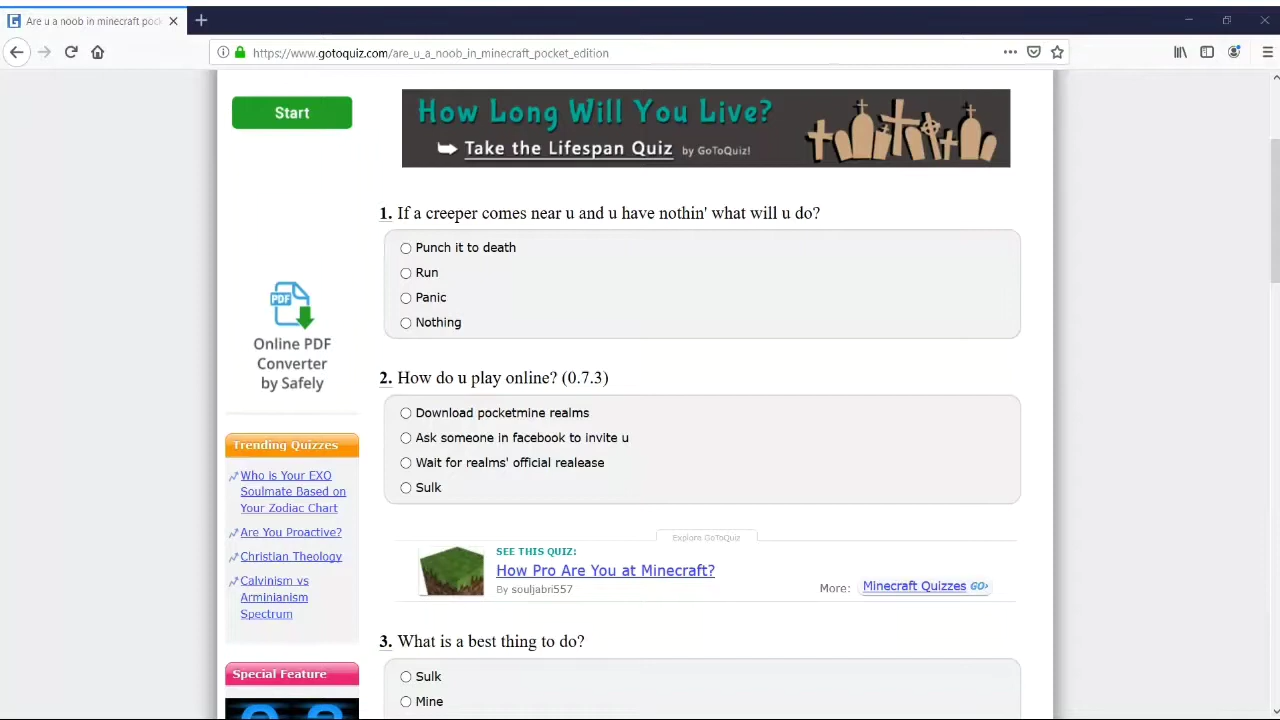 Are u a noob in minecraft poc
https://www.gotoquiz.com/are_u_a_noob_in_minecraft_pocket_edition
Start
How Long Will You Live?
Take the Lifespan Quiz by GoToQuiz!
1. If a creeper comes near u and u have nothin' what will u do?
Punch it to death
Run
Panic
Nothing
PDF
Online PDF
Converter
by Safely
2. How do u play online? (0.7.3)
Download pocketmine realms
Ask someone in facebook to invite u
Wait for realms' official realease
Sulk
Trending Quizzes
Who is Your EXO
Soulmate Based on
Your Zodiac Chart
Are You Proactive?
Christian Theology
Calvinism vs
Arminianism
Spectrum
Explore GoToQuiz
SEE THIS QUIZ:
How Pro Are You at Minecraft?
By souljabri557
More: Minecraft Quizzes GO›
3. What is a best thing to do?
Sulk
Mine
Special Feature